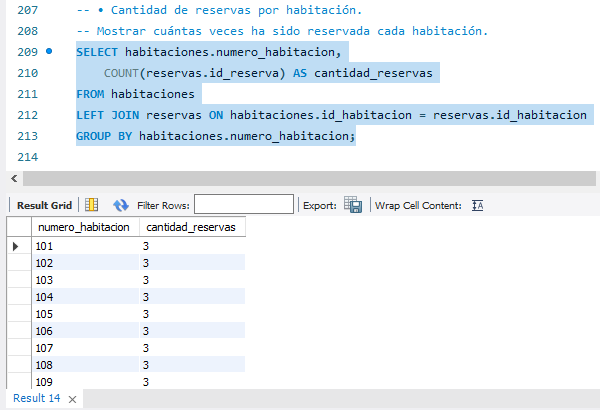 207 -- • Cantidad de reservas por habitación.
208 -- Mostrar cuántas veces ha sido reservada cada habitación.
209 SELECT habitaciones.numero_habitacion,
210 COUNT(reservas.id_reserva) AS cantidad_reservas
211 FROM habitaciones
212 LEFT JOIN reservas ON habitaciones.id_habitacion = reservas.id_habitacion
213 GROUP BY habitaciones.numero_habitacion;
214
Result Grid Filter Rows: Export: Wrap Cell Content:
numero_habitacion cantidad_reservas
101 3
102 3
103 3
104 3
105 3
106 3
107 3
108 3
109 3
Result 14